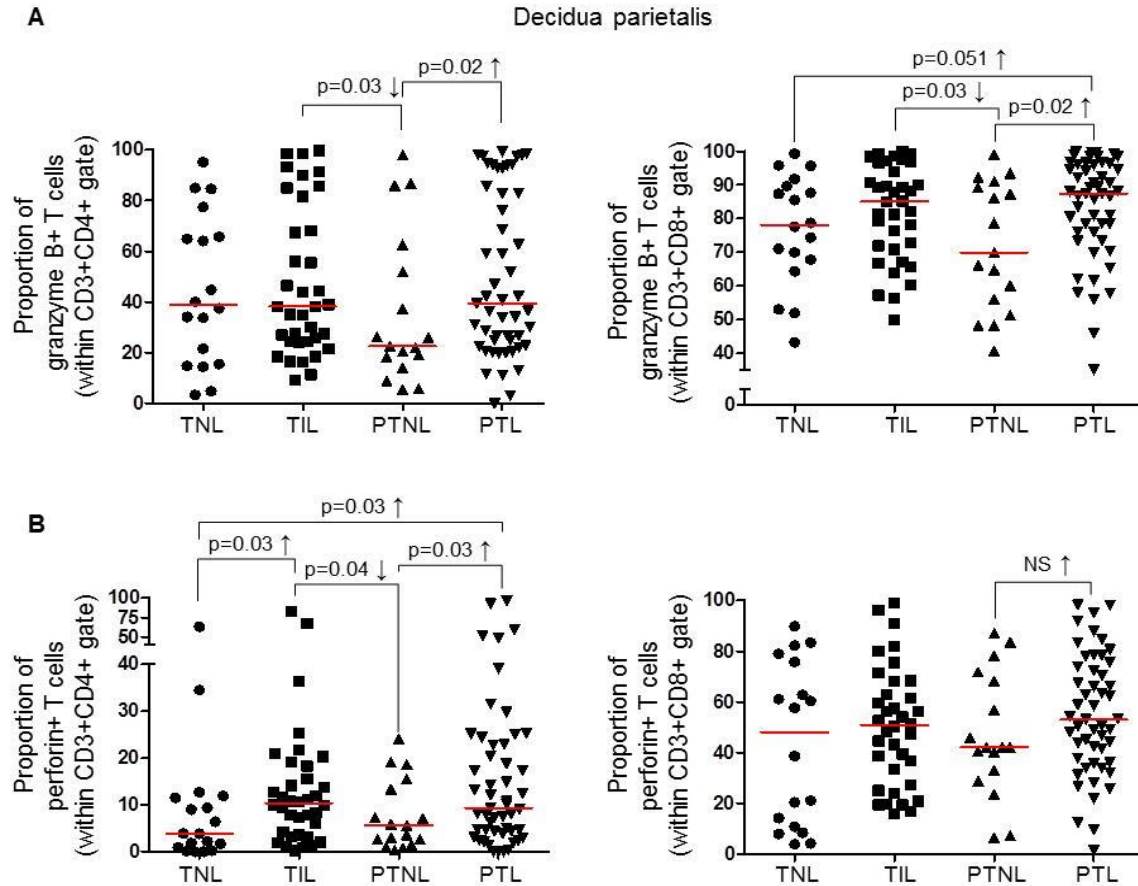 A
Decidua parietalis
p=0.02 ↑
p=0.03 ↓
Proportion of
granzyme B+ T cells
(within CD3+CD4+ gate)
100
80
60
40
20
0
TNL TIL PTNL PTL
p=0.051 ↑
p=0.03 ↓
p=0.02 ↑
Proportion of
granzyme B+ T cells
(within CD3+CD8+ gate)
100
90
80
70
60
50
40
0
TNL TIL PTNL PTL
B
p=0.03 ↑
p=0.03 ↑
p=0.04 ↓
p=0.03 ↑
Proportion of
perforin+ T cells
(within CD3+CD4+ gate)
100
75
50
40
30
20
10
0
TNL TIL PTNL PTL
NS ↑
Proportion of
perforin+ T cells
(within CD3+CD8+ gate)
100
80
60
40
20
0
TNL TIL PTNL PTL